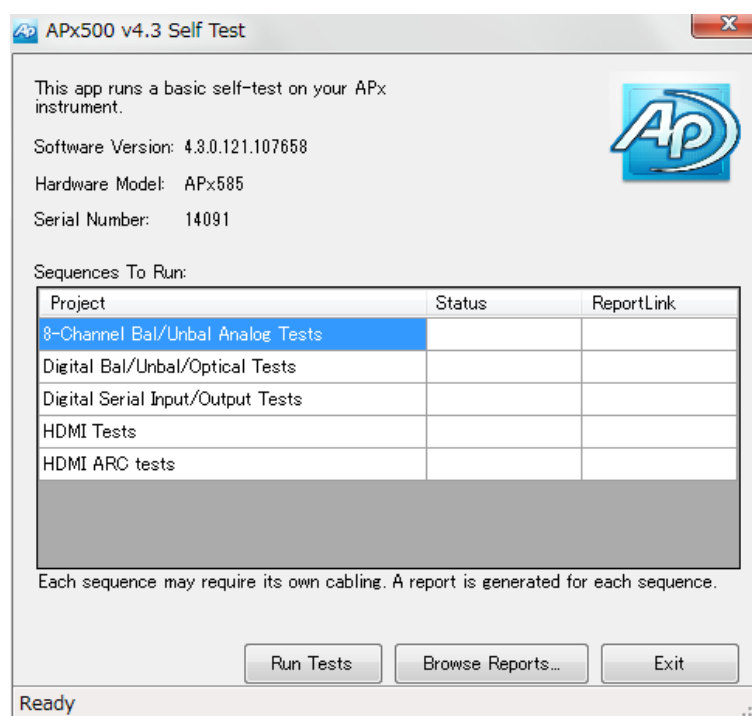 APx500 v4.3 Self Test
This app runs a basic self-test on your APx
instrument.
Software Version: 4.3.0.121.107658
Hardware Model: APx585
Serial Number: 14091
Ap
Sequences To Run:
Project Status ReportLink
8-Channel Bal/Unbal Analog Tests
Digital Bal/Unbal/Optical Tests
Digital Serial Input/Output Tests
HDMI Tests
HDMI ARC tests
Each sequence may require its own cabling. A report is generated for each sequence.
Run Tests Browse Reports... Exit
Ready